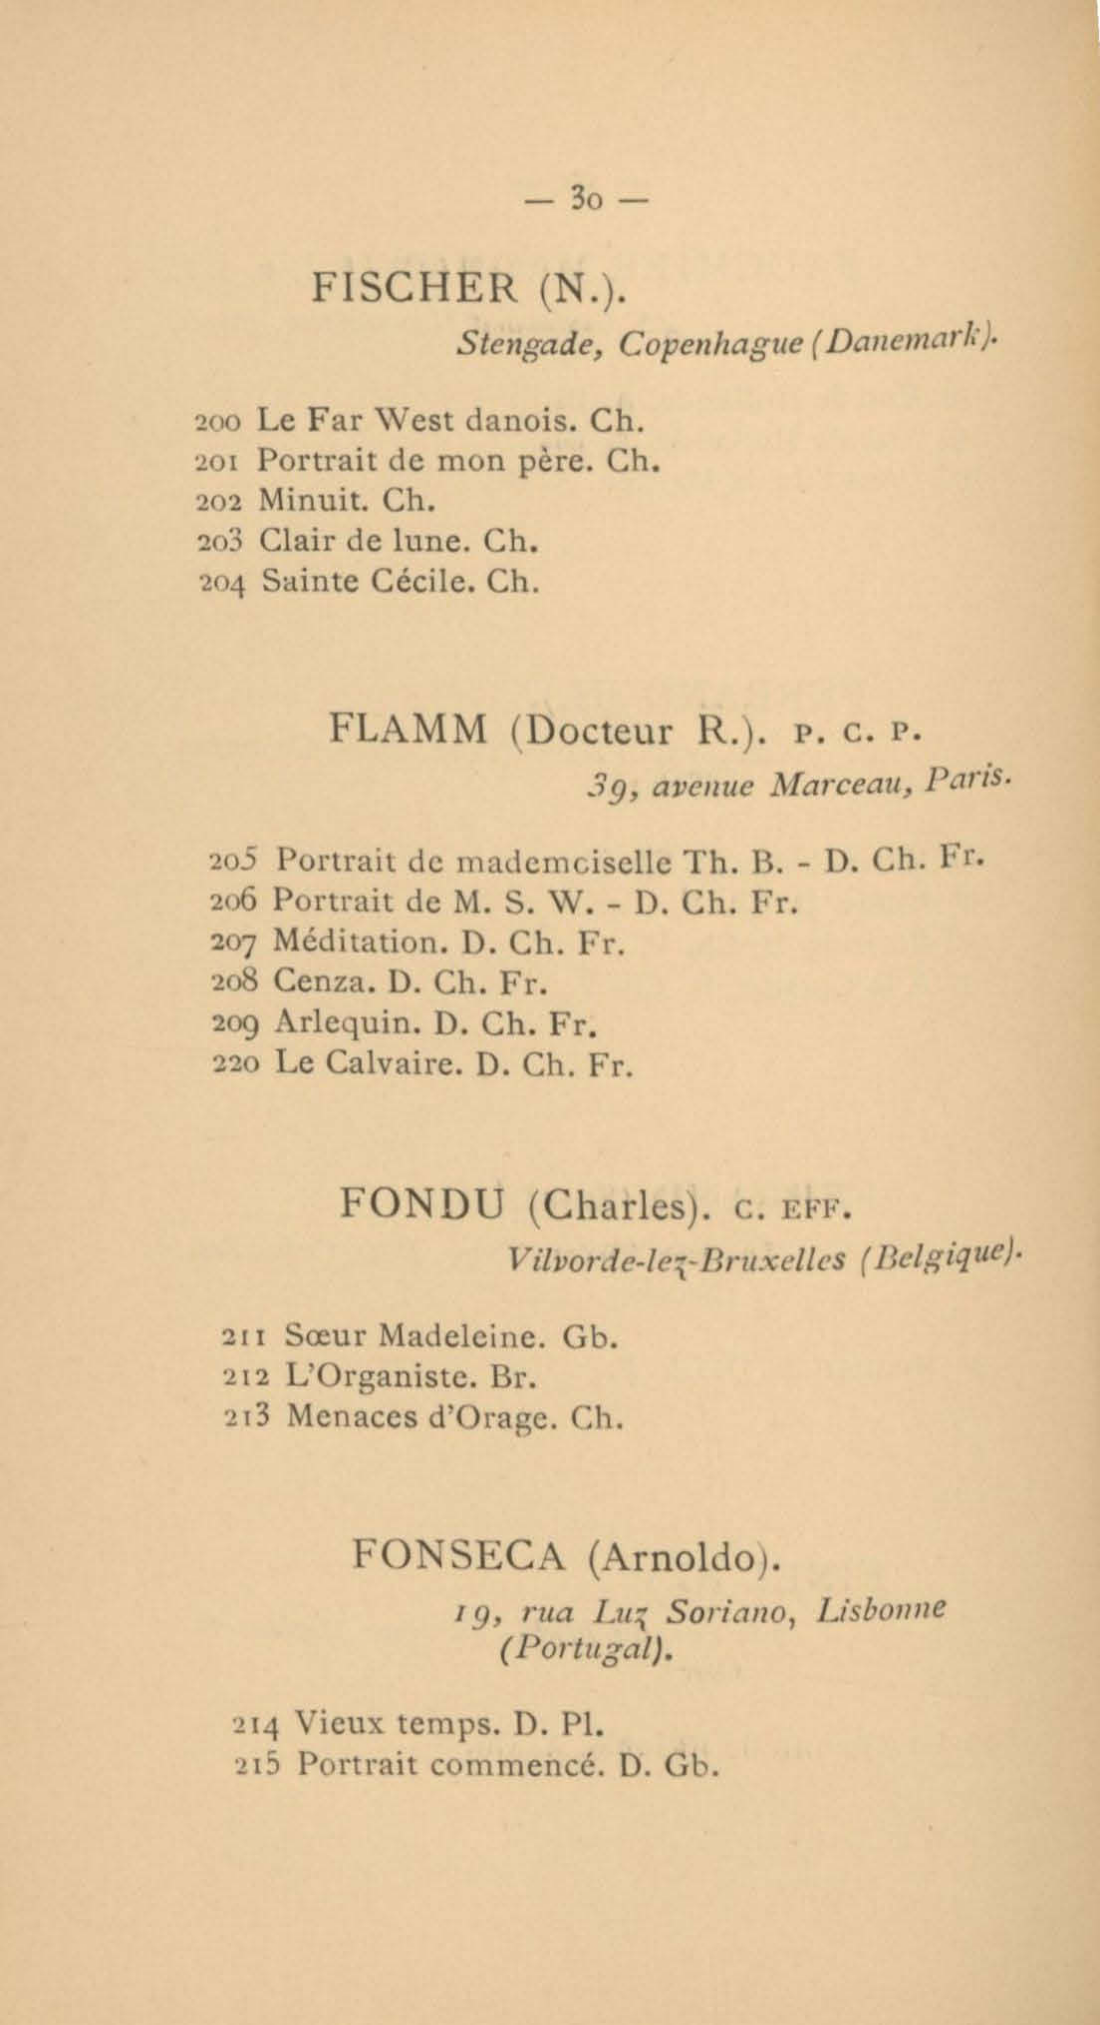 — 30 —
FISCHER (N.).
Stengade, Copenhague (Danemark).
200 Le Far West danois. Ch.
201 Portrait de mon père. Ch.
202 Minuit. Ch.
203 Clair de lune. Ch.
204 Sainte Cécile. Ch.
FLAMM (Docteur R.). P. C. P.
39, avenue Marceau, Paris.
205 Portrait de mademoiselle Th. B. - D. Ch. Fr.
206 Portrait de M. S. W. - D. Ch. Fr.
207 Méditation. D. Ch. Fr.
208 Cenza. D. Ch. Fr.
209 Arlequin. D. Ch. Fr.
220 Le Calvaire. D. Ch. Fr.
FONDU (Charles). C. EFF.
Vilvorde-lez-Bruxelles (Belgique).
211 Sœur Madeleine. Gb.
212 L'Organiste. Br.
213 Menaces d'Orage. Ch.
FONSECA (Arnoldo).
19, rua Luz Soriano, Lisbonne
(Portugal).
214 Vieux temps. D. Pl.
215 Portrait commencé. D. Gb.